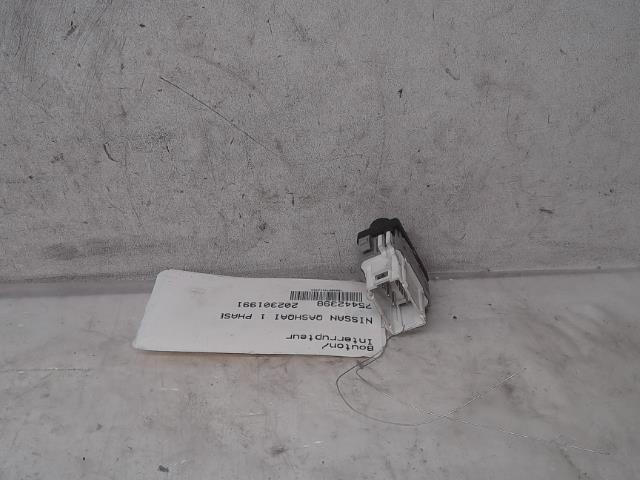 Bouton/
Interrupteur
NISSAN QASHQAI 1 PHASE
75442398 202301991